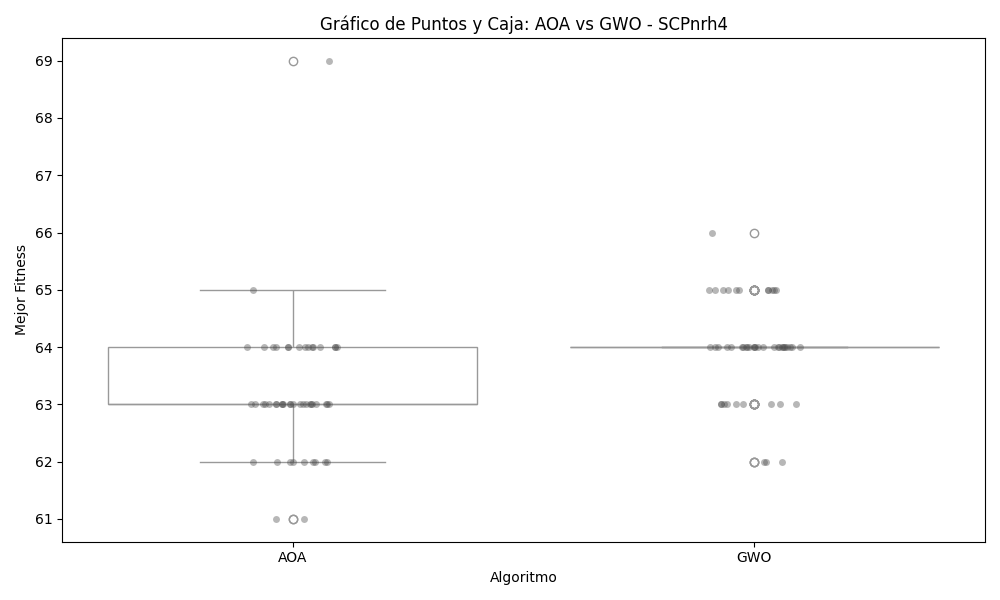 Gráfico de Puntos y Caja: AOA vs GWO - SCPnrh4
Mejor Fitness
69
68
67
66
65
64
63
62
61
AOA
GWO
Algoritmo